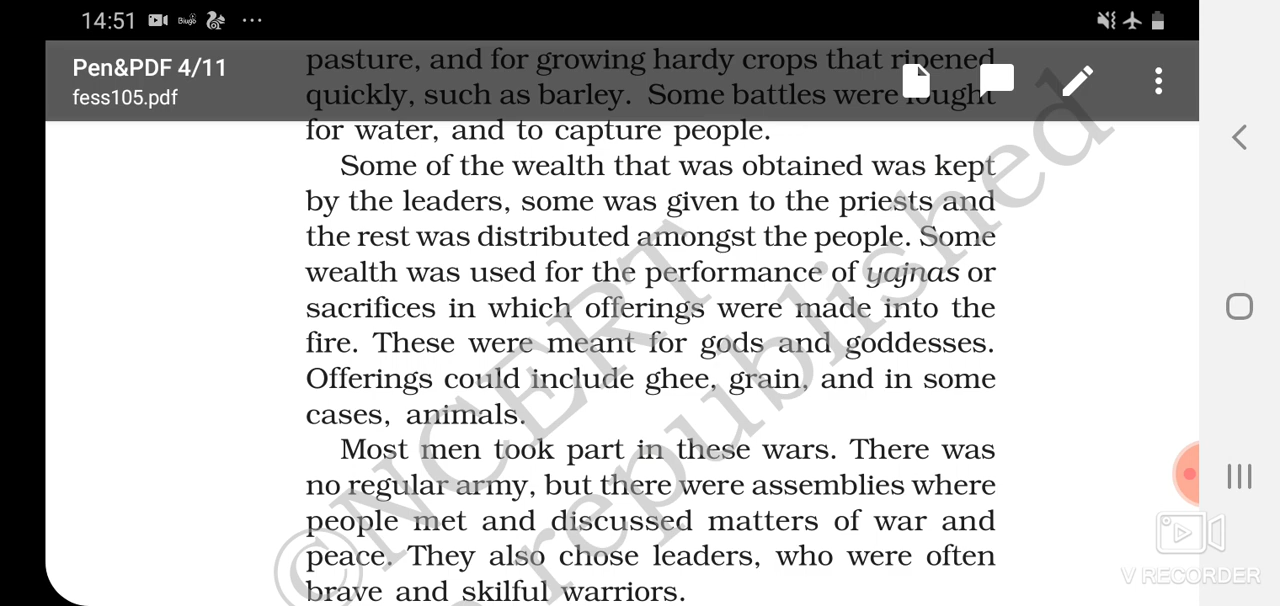 14:51 Biugo ...
Pen&PDF 4/11
fess105.pdf
pasture, and for growing hardy crops that ripened
quickly, such as barley. Some battles were fought
for water, and to capture people.
Some of the wealth that was obtained was kept
by the leaders, some was given to the priests and
the rest was distributed amongst the people. Some
wealth was used for the performance of yajnas or
sacrifices in which offerings were made into the
fire. These were meant for gods and goddesses.
Offerings could include ghee, grain, and in some
cases, animals.
Most men took part in these wars. There was
no regular army, but there were assemblies where
people met and discussed matters of war and
peace. They also chose leaders, who were often
brave and skilful warriors.
©NCERT
republished
V RECORDER